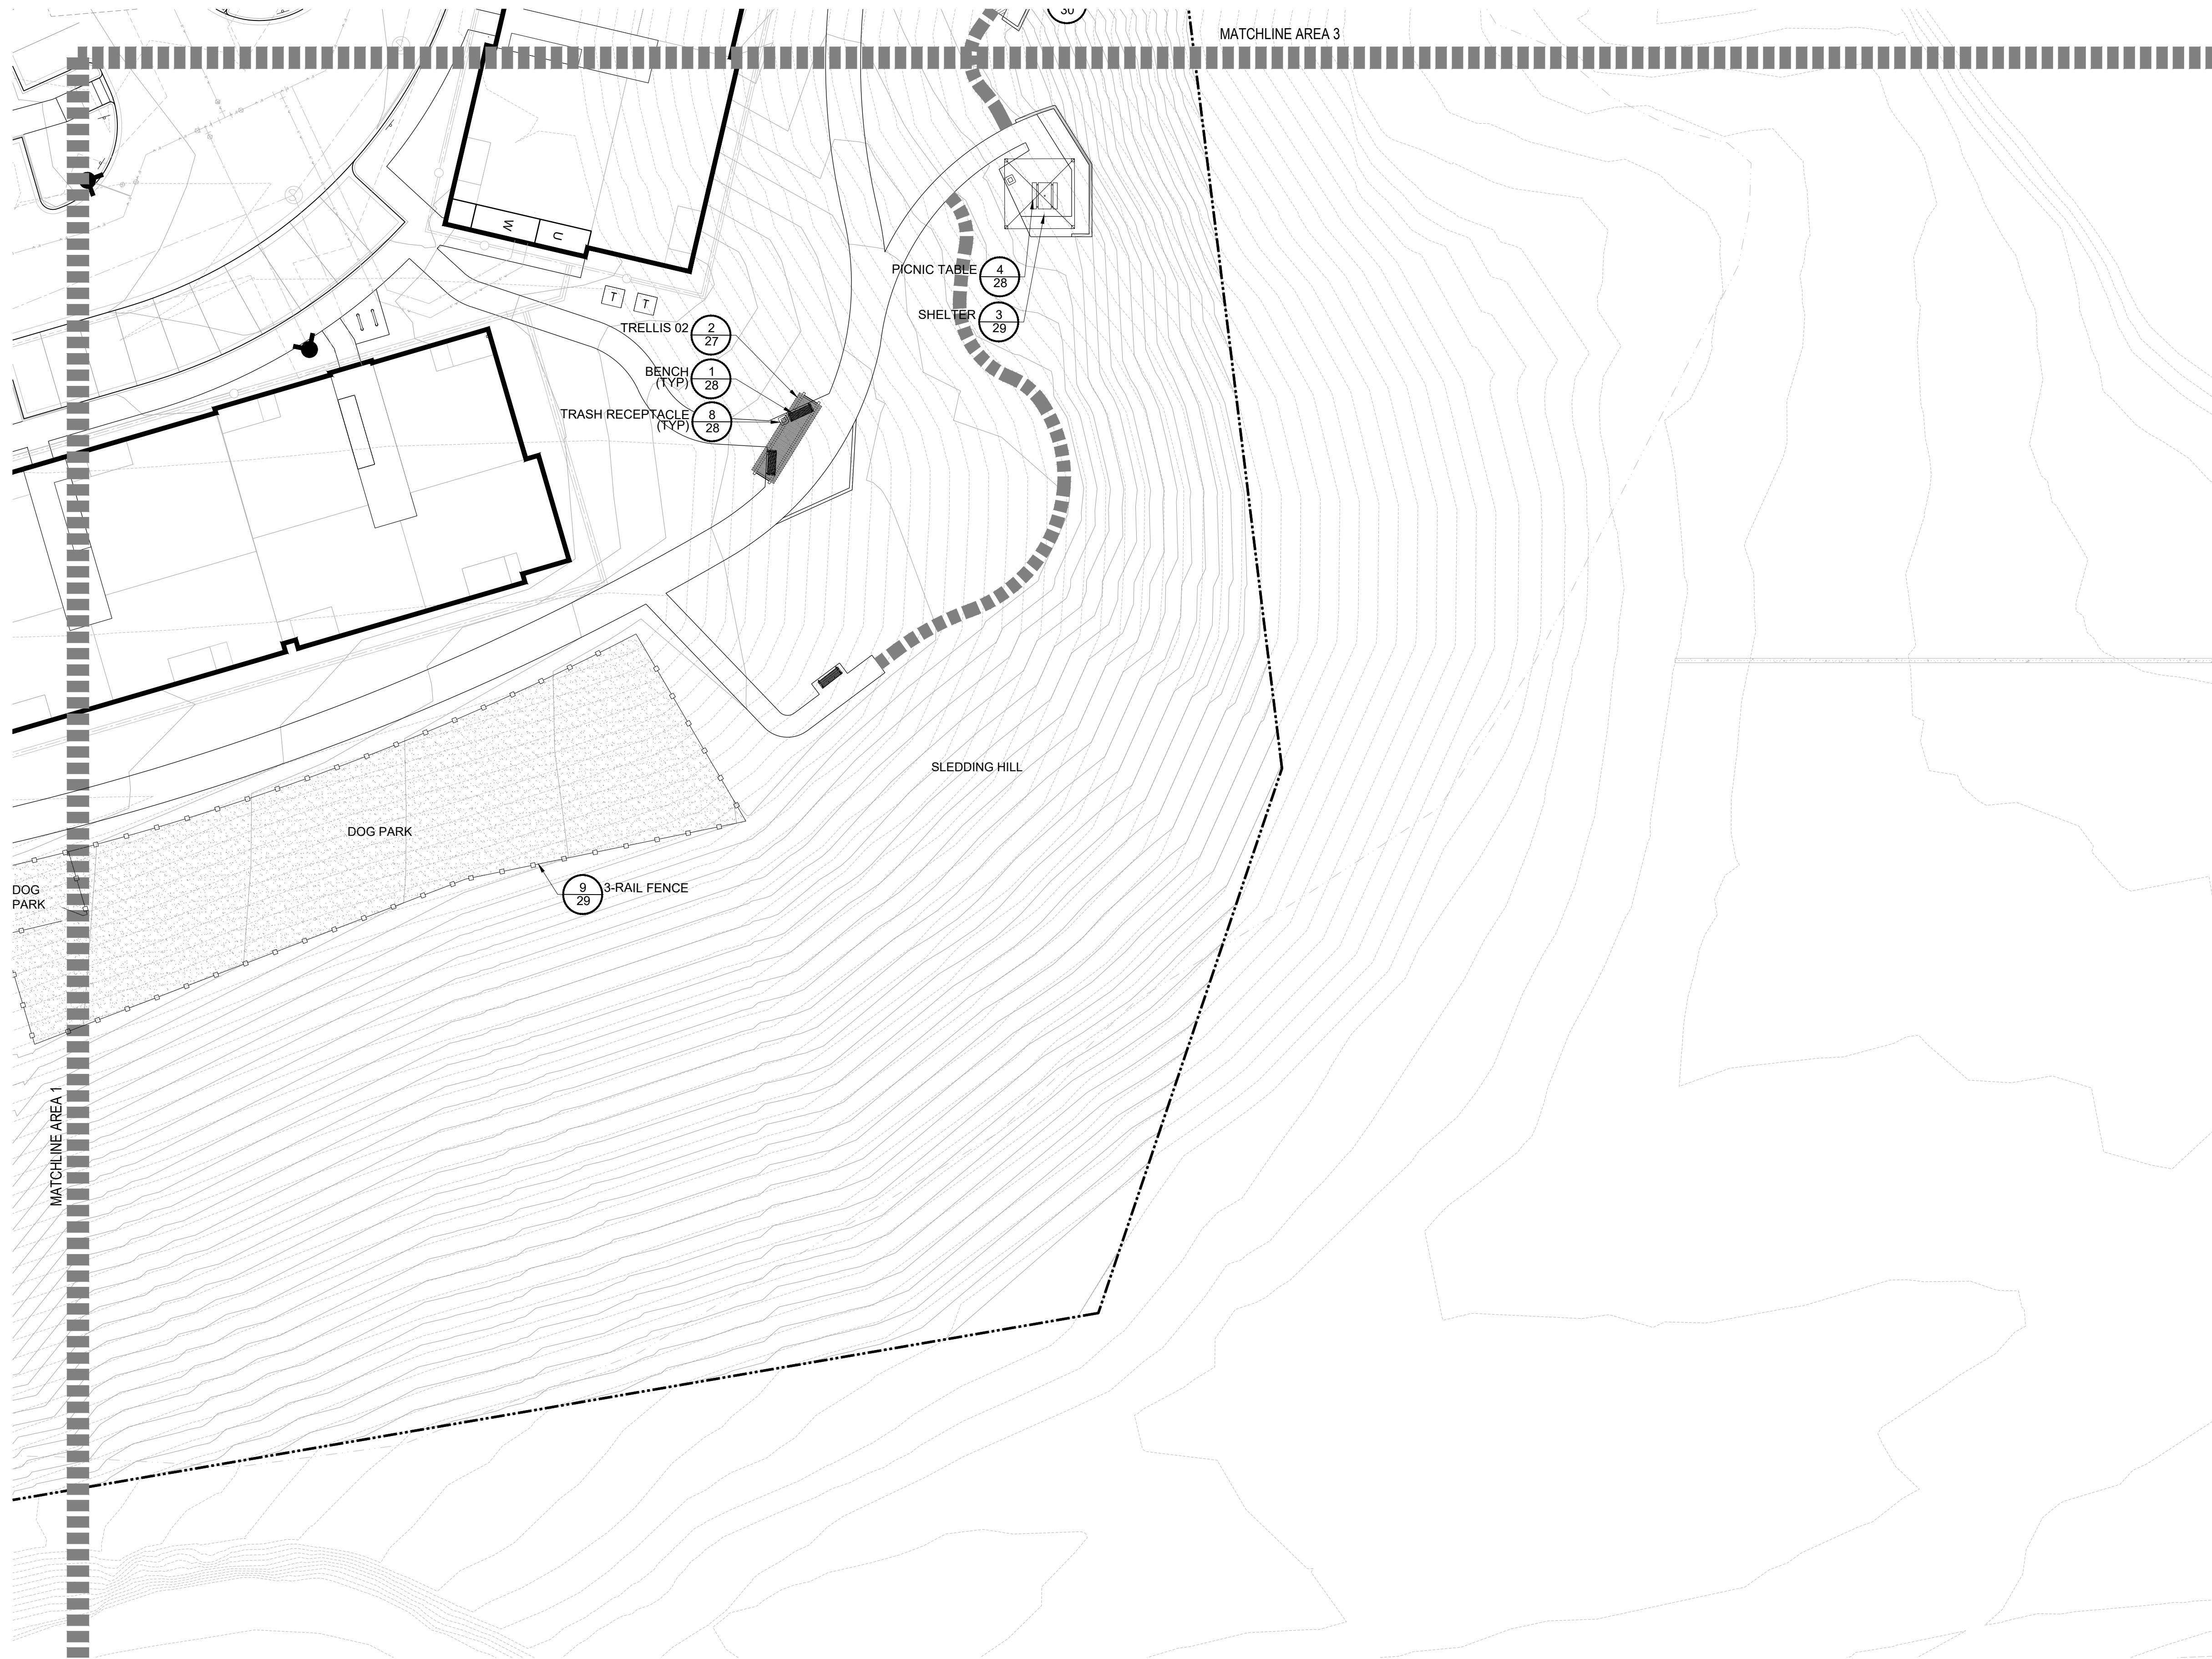 30
MATCHLINE AREA 3
W
U
T
T
PICNIC TABLE
4
28
SHELTER
3
29
TRELLIS 02
2
27
BENCH
(TYP)
1
28
TRASH RECEPTACLE
(TYP)
8
28
SLEDDING HILL
DOG PARK
DOG
PARK
9
29
3-RAIL FENCE
MATCHLINE AREA 1